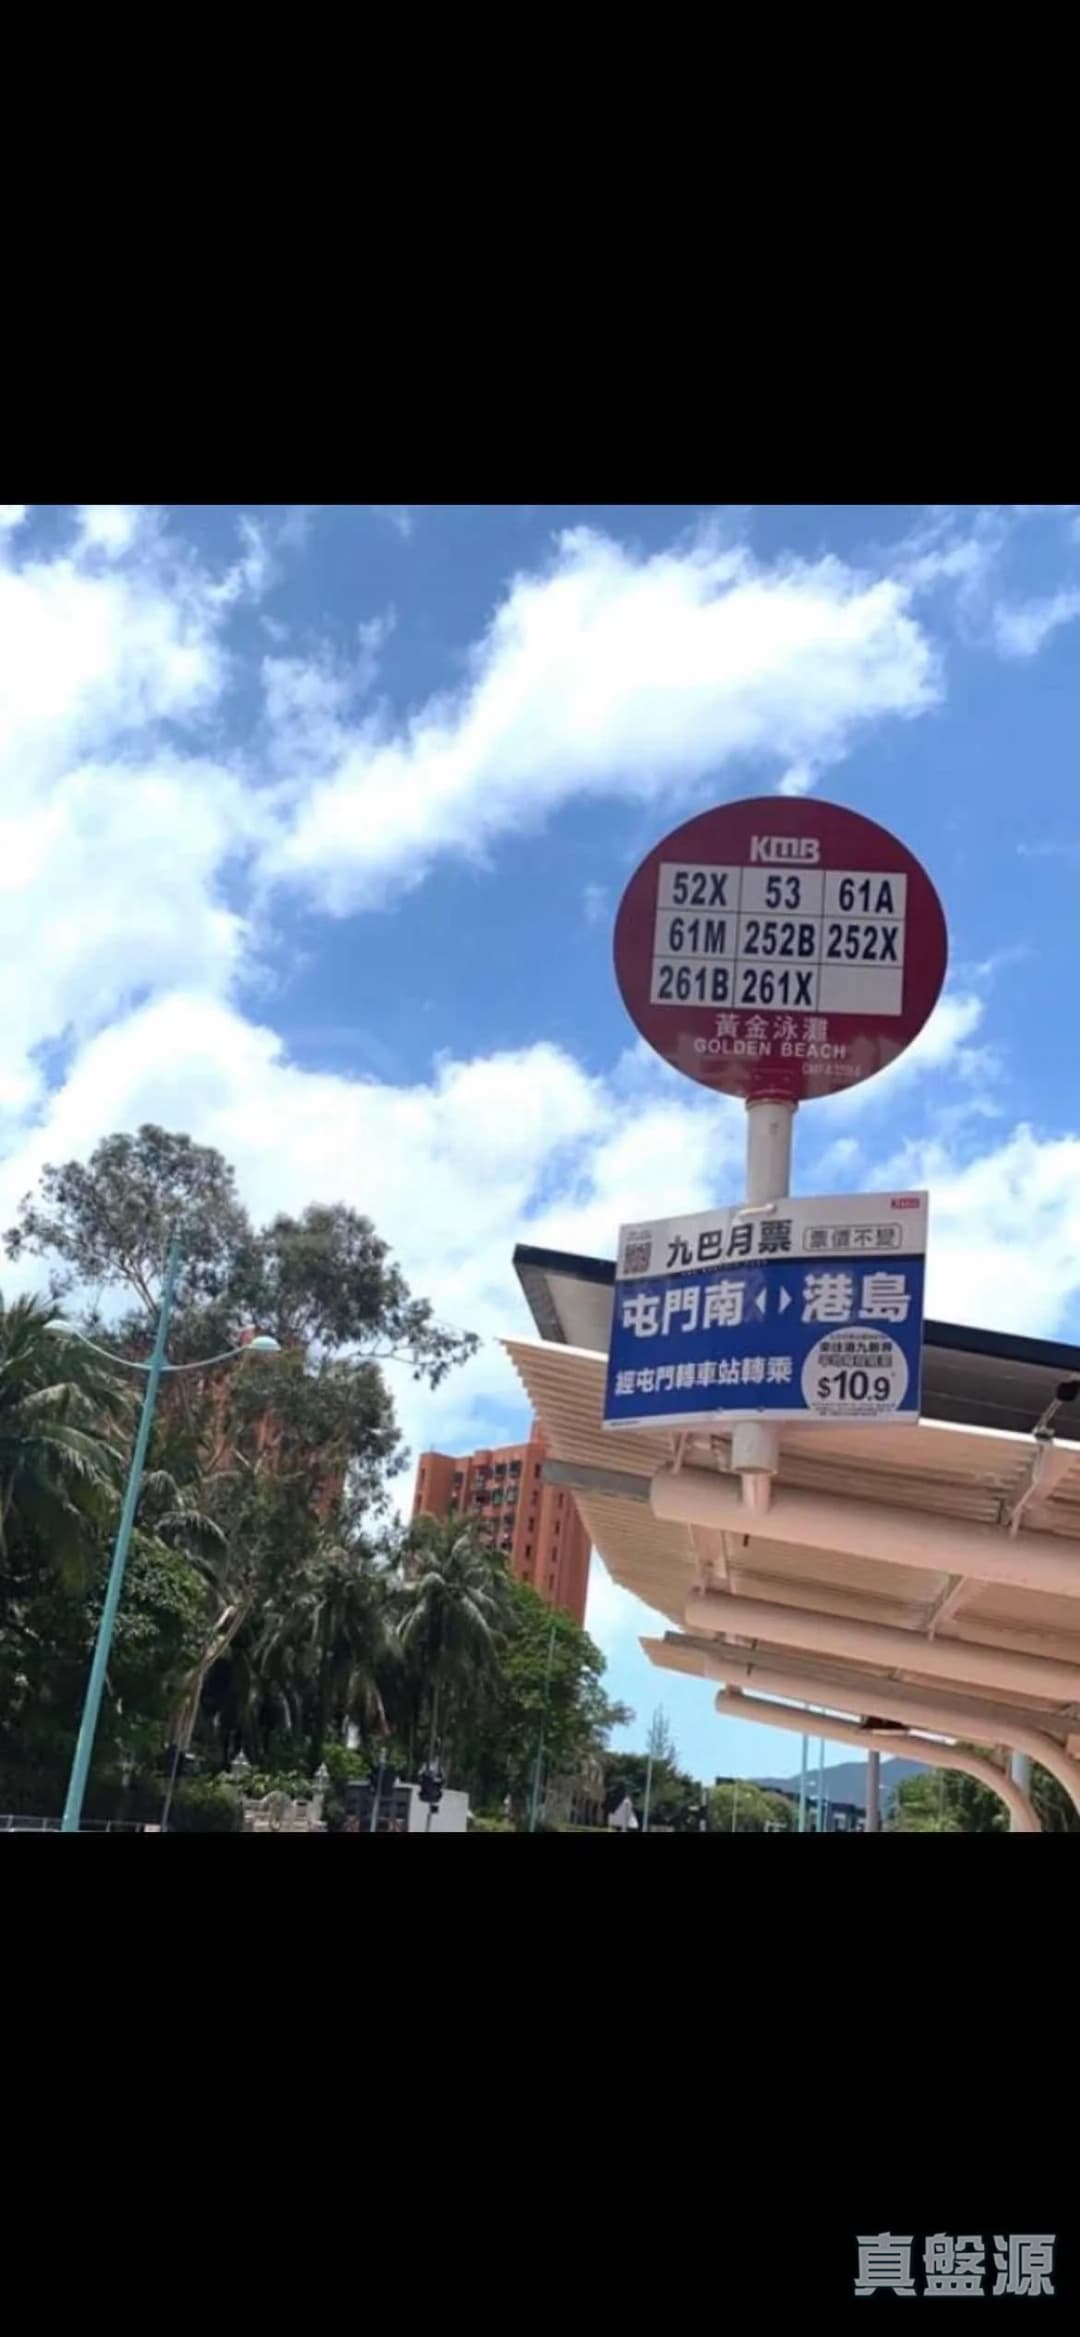 KMB
52X 53 61A
61M 252B 252X
261B 261X
黃金泳灘
GOLDEN BEACH
九巴月票 票價不變
屯門南 港島
經屯門轉車站轉乘
$10.9
真盤源